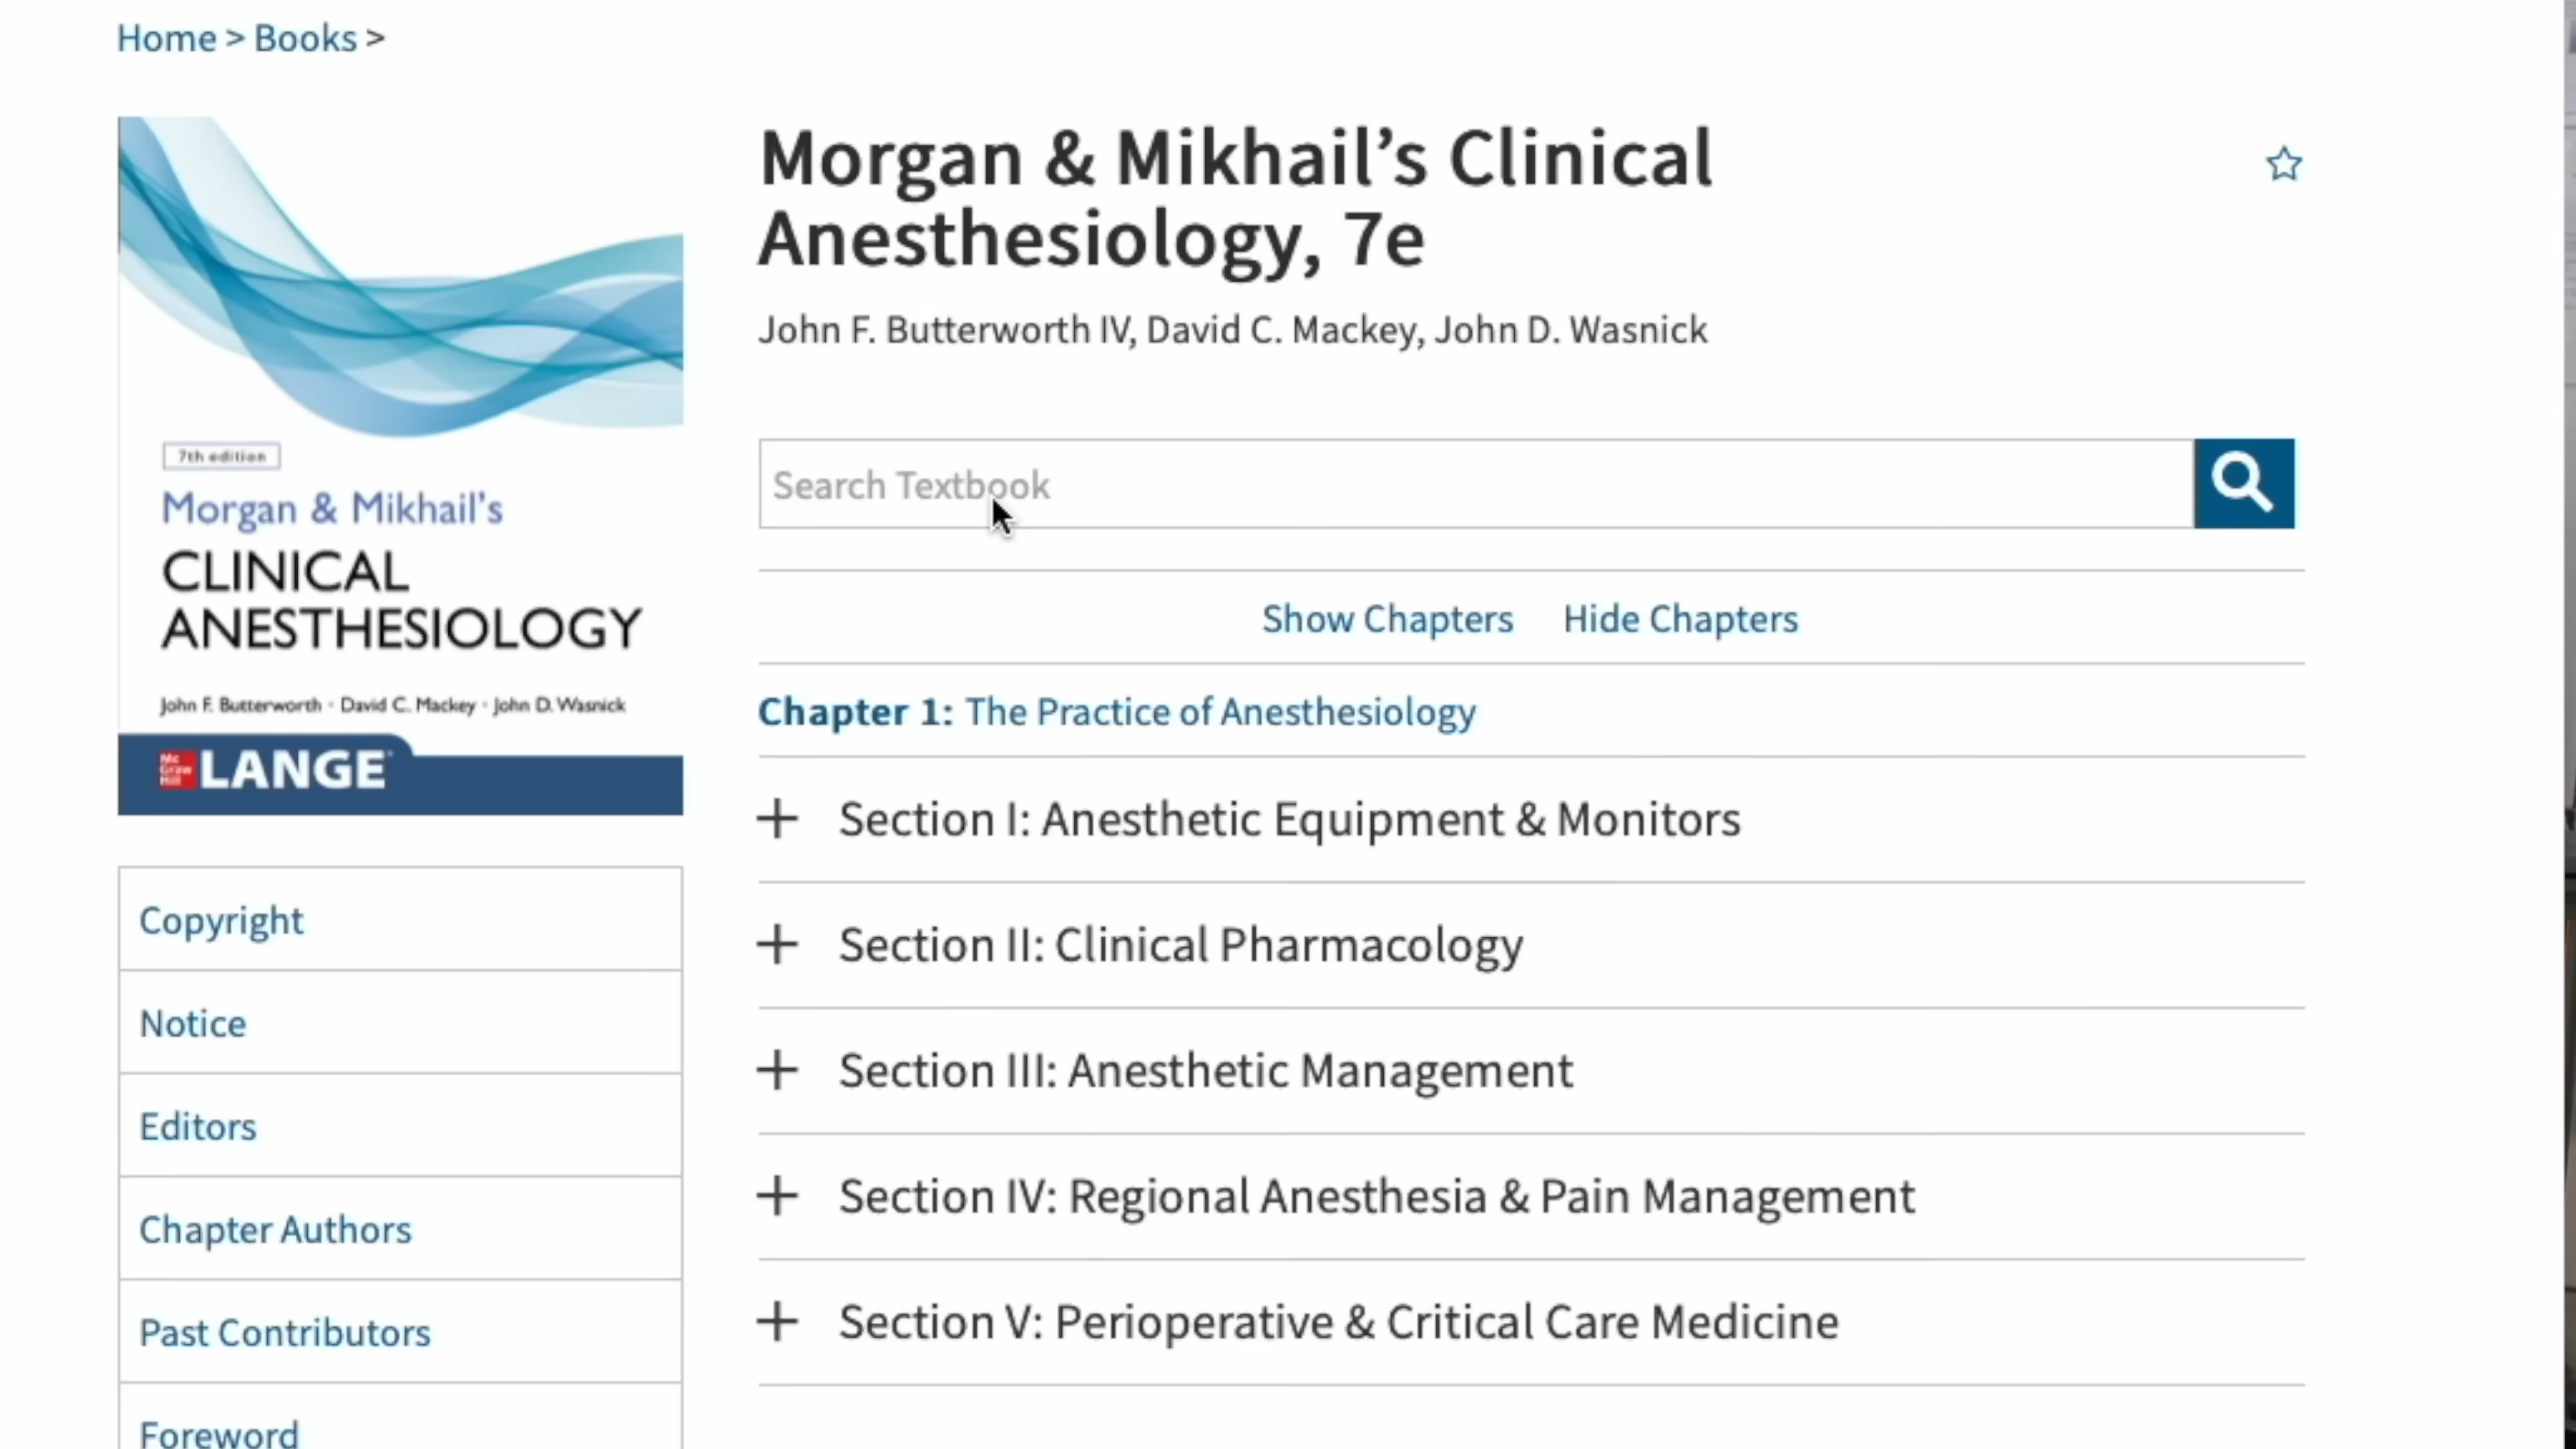 Home > Books >
7th edition
Morgan & Mikhail's
CLINICAL
ANESTHESIOLOGY
John F. Butterworth • David C. Mackey • John D. Wasnick
Mc
Graw
Hill
LANGE
Copyright
Notice
Editors
Chapter Authors
Past Contributors
Foreword
Morgan & Mikhail’s Clinical
Anesthesiology, 7e
John F. Butterworth IV, David C. Mackey, John D. Wasnick
Search Textbook
Show Chapters Hide Chapters
Chapter 1: The Practice of Anesthesiology
+ Section I: Anesthetic Equipment & Monitors
+ Section II: Clinical Pharmacology
+ Section III: Anesthetic Management
+ Section IV: Regional Anesthesia & Pain Management
+ Section V: Perioperative & Critical Care Medicine